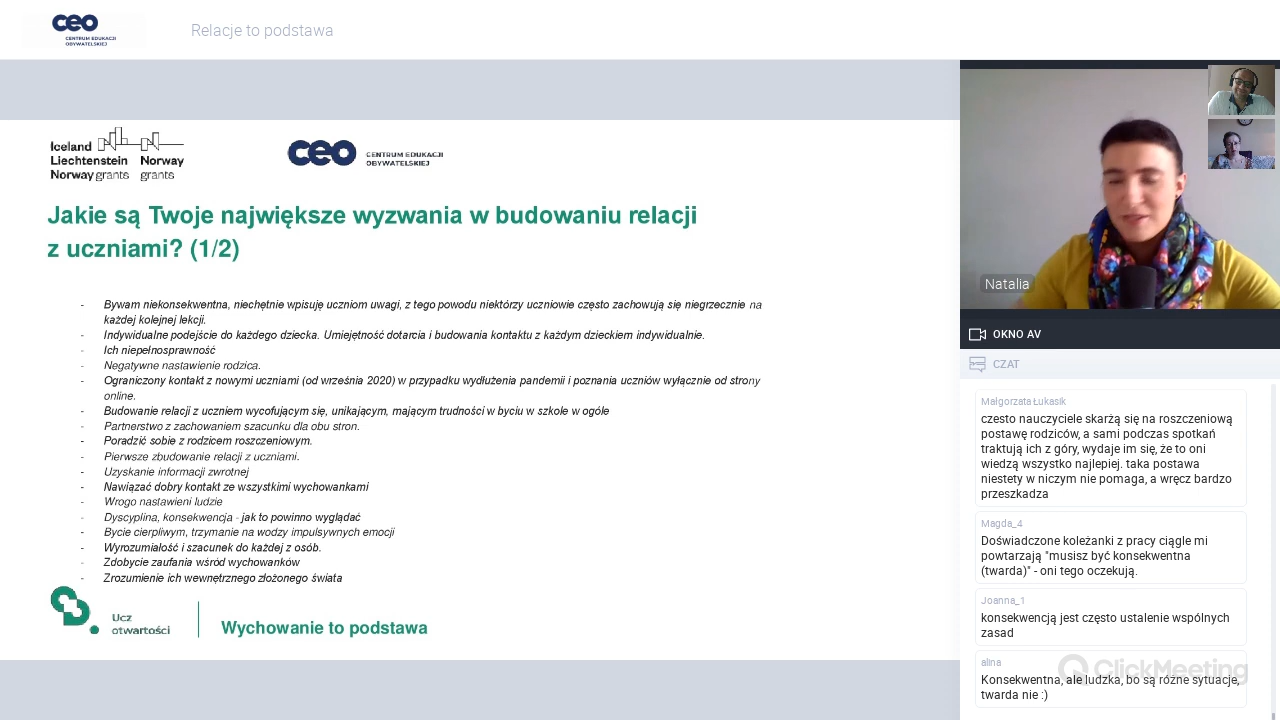 ceo
CENTRUM EDUKACJI
OBYWATELSKIEJ
Relacje to podstawa
Iceland
Liechtenstein Norway
Norway grants grants
ceo
CENTRUM EDUKACJI
OBYWATELSKIEJ
Jakie są Twoje największe wyzwania w budowaniu relacji
z uczniami? (1/2)
- Bywam niekonsekwentna, niechętnie wpisuję uczniom uwagi, z tego powodu niektórzy uczniowie często zachowują się niegrzecznie na
każdej kolejnej lekcji.
- Indywidualne podejście do każdego dziecka. Umiejętność dotarcia i budowania kontaktu z każdym dzieckiem indywidualnie.
- Ich niepełnosprawność
- Negatywne nastawienie rodzica.
- Ograniczony kontakt z nowymi uczniami (od września 2020) w przypadku wydłużenia pandemii i poznania uczniów wyłącznie od strony
online.
- Budowanie relacji z uczniem wycofującym się, unikającym, mającym trudności w byciu w szkole w ogóle
- Partnerstwo z zachowaniem szacunku dla obu stron.
- Poradzić sobie z rodzicem roszczeniowym.
- Pierwsze zbudowanie relacji z uczniami.
- Uzyskanie informacji zwrotnej
- Nawiązać dobry kontakt ze wszystkimi wychowankami
- Wrogo nastawieni ludzie
- Dyscyplina, konsekwencja - jak to powinno wyglądać
- Bycie cierpliwym, trzymanie na wodzy impulsywnych emocji
- Wyrozumiałość i szacunek do każdej z osób.
- Zdobycie zaufania wśród wychowanków
- Zrozumienie ich wewnętrznego złożonego świata
Ucz
otwartości
Wychowanie to podstawa
Natalia
OKNO AV
CZAT
Małgorzata Łukasik
czesto nauczyciele skarżą się na roszczeniową
postawę rodziców, a sami podczas spotkań
traktują ich z góry, wydaje im się, że to oni
wiedzą wszystko najlepiej. taka postawa
niestety w niczym nie pomaga, a wręcz bardzo
przeszkadza
Magda_4
Doświadczone koleżanki z pracy ciągle mi
powtarzają "musisz być konsekwentna
(twarda)" - oni tego oczekują.
Joanna_1
konsekwencją jest często ustalenie wspólnych
zasad
alina
ClickMeeting
Konsekwentna, ale ludzka, bo są różne sytuacje,
twarda nie :)